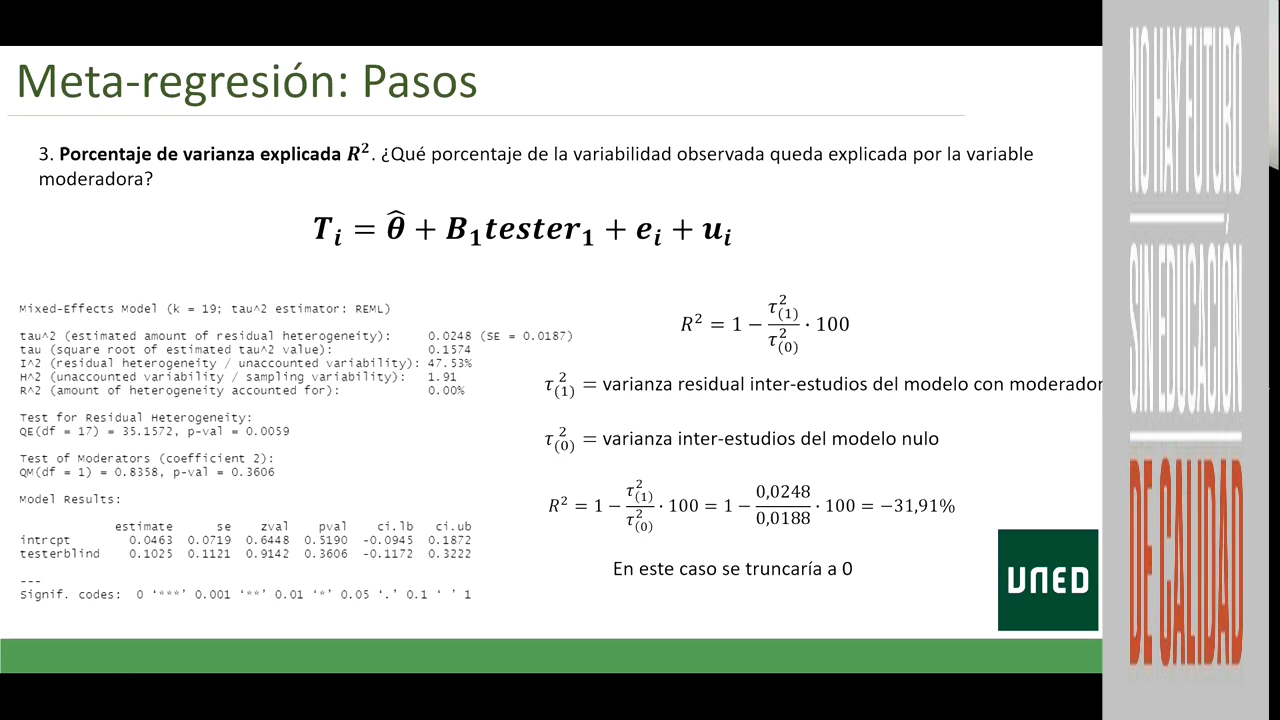 Meta-regresión: Pasos
3. Porcentaje de varianza explicada R². ¿Qué porcentaje de la variabilidad observada queda explicada por la variable
moderadora?
T_i = θ̂ + B₁tester₁ + e_i + u_i
Mixed-Effects Model (k = 19; tau^2 estimator: REML)
tau^2 (estimated amount of residual heterogeneity): 0.0248 (SE = 0.0187)
tau (square root of estimated tau^2 value): 0.1574
I^2 (residual heterogeneity / unaccounted variability): 47.53%
H^2 (unaccounted variability / sampling variability): 1.91
R^2 (amount of heterogeneity accounted for): 0.00%
Test for Residual Heterogeneity:
QE(df = 17) = 35.1572, p-val = 0.0059
Test of Moderators (coefficient 2):
QM(df = 1) = 0.8358, p-val = 0.3606
Model Results:
estimate se zval pval ci.lb ci.ub
intrcpt 0.0463 0.0719 0.6448 0.5190 -0.0945 0.1872
testerblind 0.1025 0.1121 0.9142 0.3606 -0.1172 0.3222
---
Signif. codes: 0 ‘***’ 0.001 ‘**’ 0.01 ‘*’ 0.05 ‘.’ 0.1 ‘ ’ 1
R² = 1 − τ²₍₁₎/τ²₍₀₎ · 100
τ²₍₁₎ = varianza residual inter-estudios del modelo con moderador
τ²₍₀₎ = varianza inter-estudios del modelo nulo
R² = 1 − τ²₍₁₎/τ²₍₀₎ · 100 = 1 − 0,0248/0,0188 · 100 = −31,91%
En este caso se truncaría a 0
UNED
NO HAY FUTURO
SIN EDUCACIÓN
DE CALIDAD